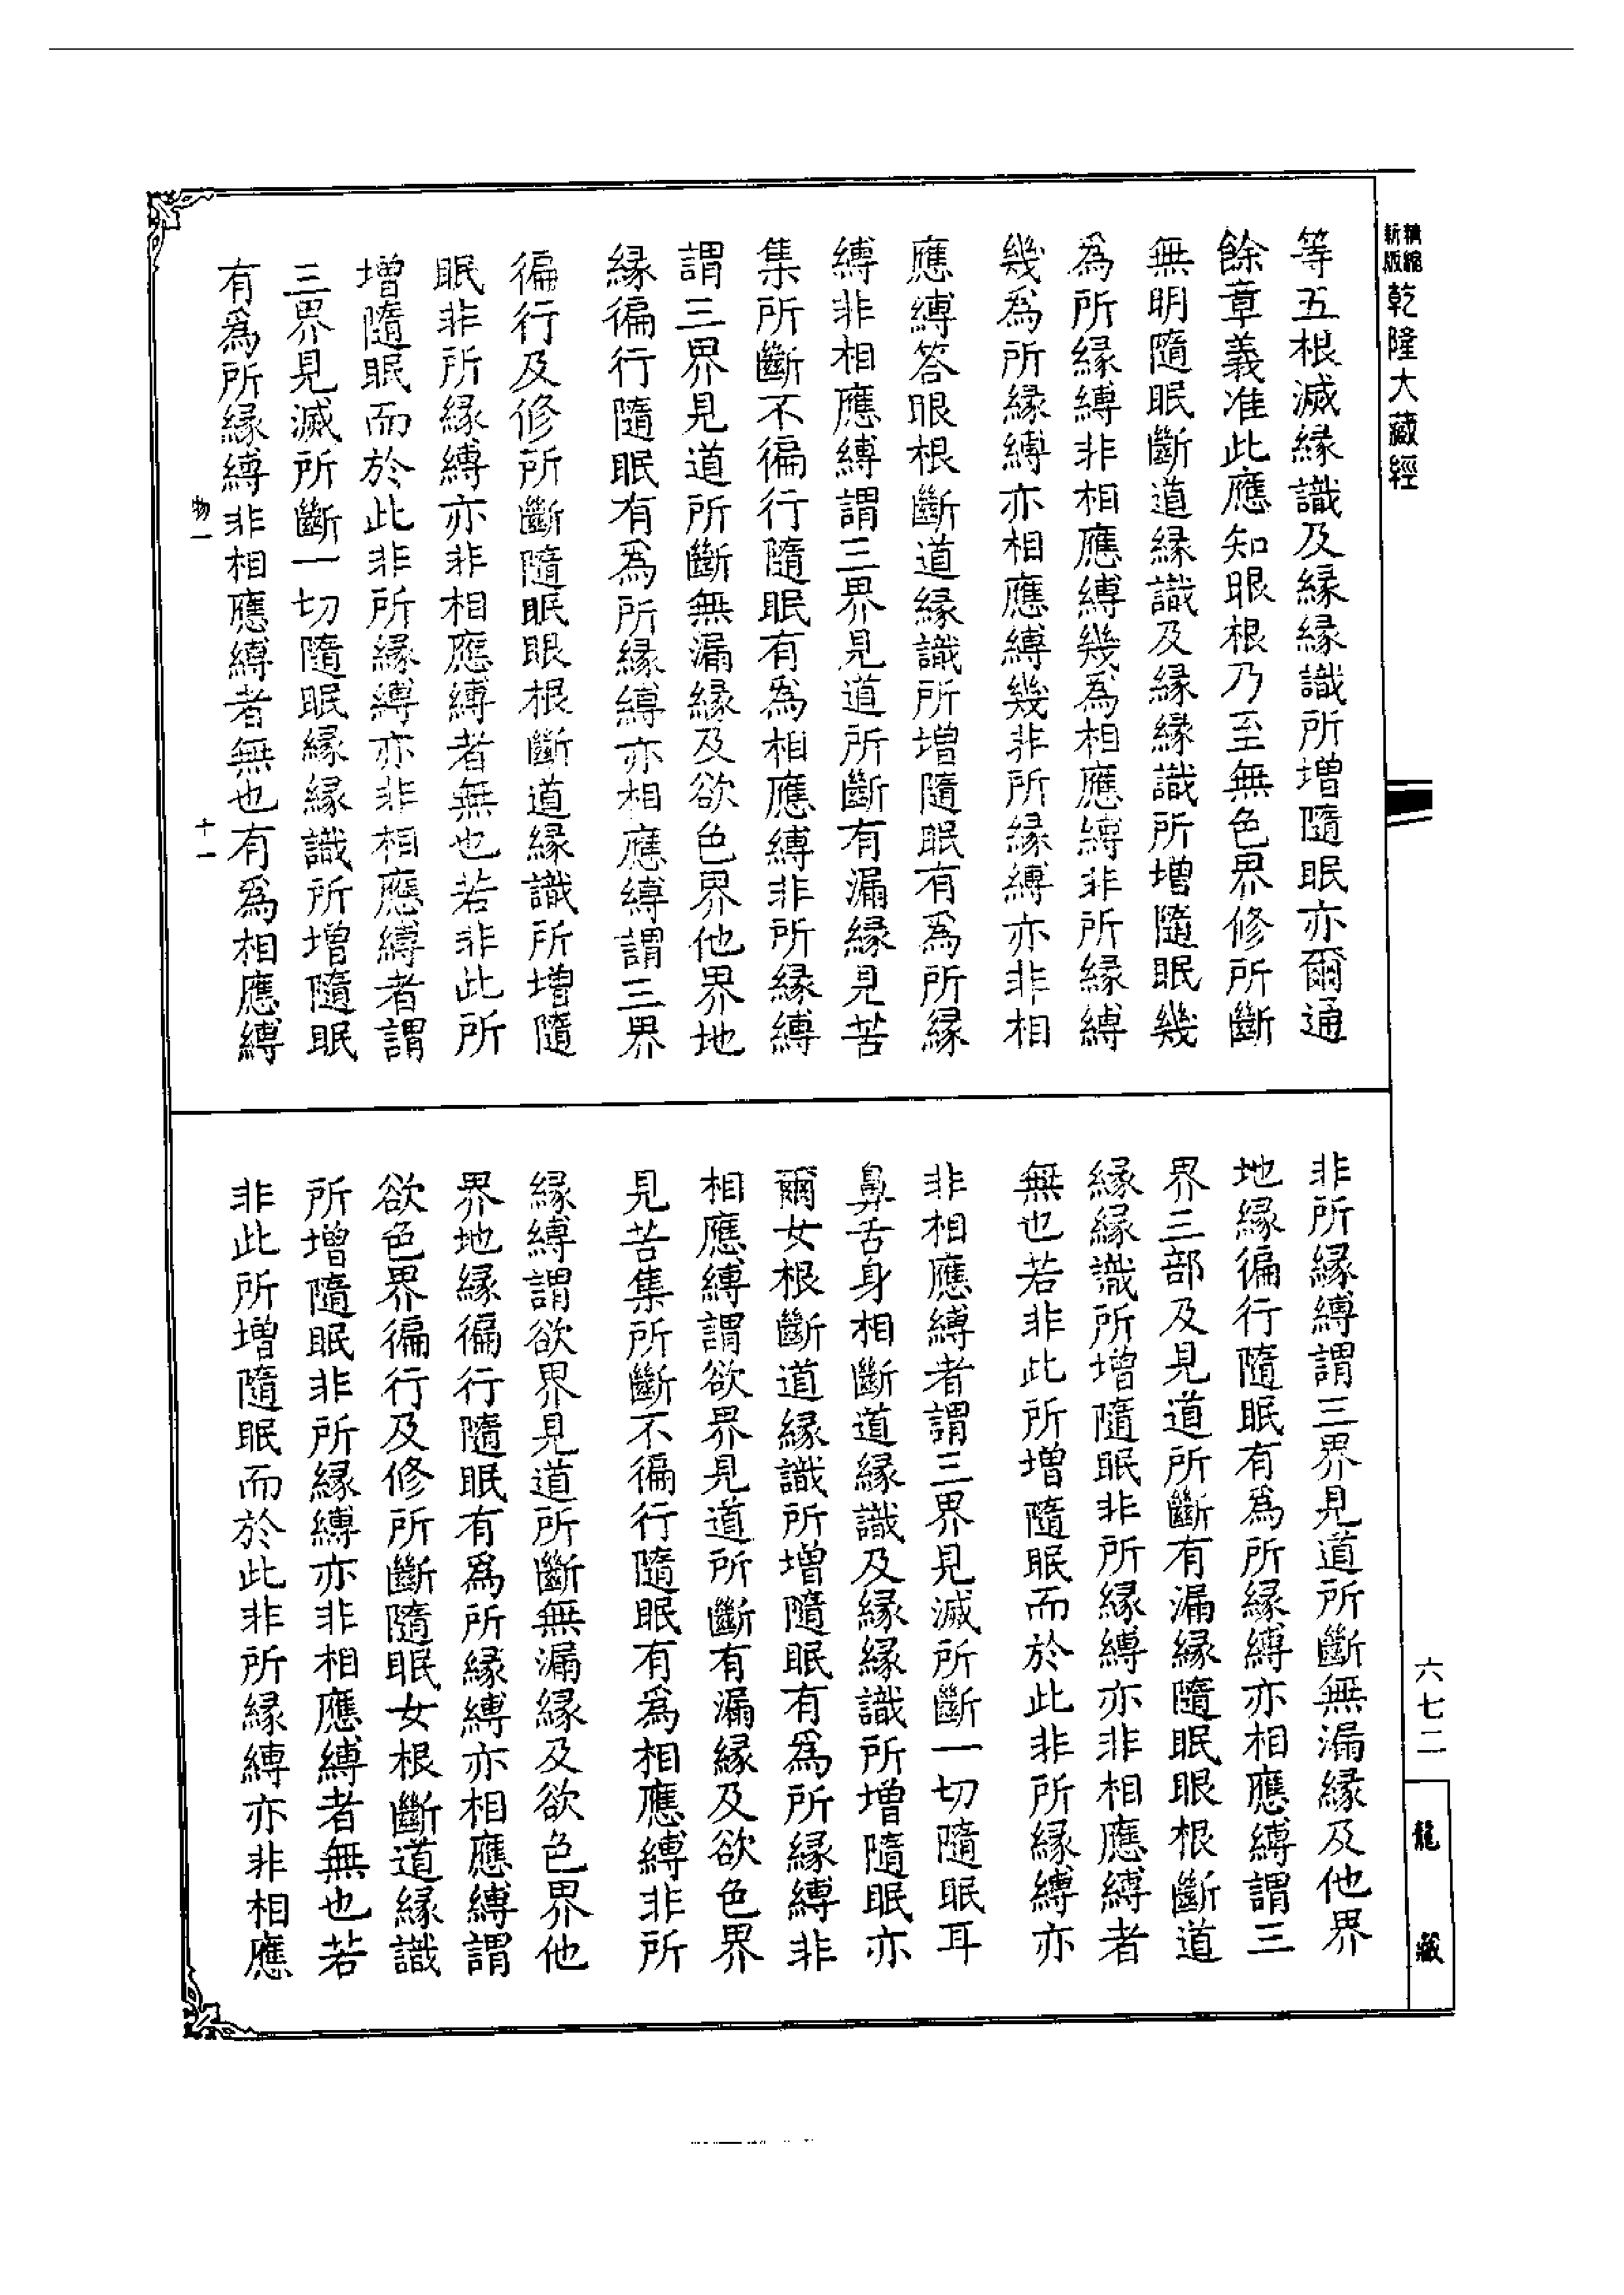 精縮
新版
乾隆大藏經
等五根滅緣識及緣緣識所增隨眠亦爾通
餘章義准此應知眼根乃至無色界修所斷
無明隨眠斷道緣識及緣緣識所增隨眠幾
為所緣縛非相應縛幾為相應縛非所緣縛
幾為所緣縛亦相應縛幾非所緣縛亦非相
應縛答眼根斷道緣識所增隨眠有為所緣
縛非相應縛謂三界見道所斷有漏緣見苦
集所斷不徧行隨眠有為相應縛非所緣縛
謂三界見道所斷無漏緣及欲色界他界地
緣徧行隨眠有為所緣縛亦相應縛謂三界
徧行及修所斷隨眠眼根斷道緣識所增隨
眠非所緣縛亦非相應縛者無也若非此所
增隨眠而於此非所緣縛亦非相應縛者謂
三界見滅所斷一切隨眠緣緣識所增隨眠
有為所緣縛非相應縛者無也有為相應縛
物一
十一
非所緣縛謂三界見道所斷無漏緣及他界
地緣徧行隨眠有為所緣縛亦相應縛謂三
界三部及見道所斷有漏緣隨眠眼根斷道
緣緣識所增隨眠非所緣縛亦非相應縛者
無也若非此所增隨眠而於此非所緣縛亦
非相應縛者謂三界見滅所斷一切隨眠耳
鼻舌身相斷道緣識及緣緣識所增隨眠亦
爾女根斷道緣識所增隨眠有為所緣縛非
相應縛謂欲界見道所斷有漏緣及欲色界
見苦集所斷不徧行隨眠有為相應縛非所
緣縛謂欲界見道所斷無漏緣及欲色界他
界地緣徧行隨眠有為所緣縛亦相應縛謂
欲色界徧行及修所斷隨眠女根斷道緣識
所增隨眠非所緣縛亦非相應縛者無也若
非此所增隨眠而於此非所緣縛亦非相應
六七二
龍藏